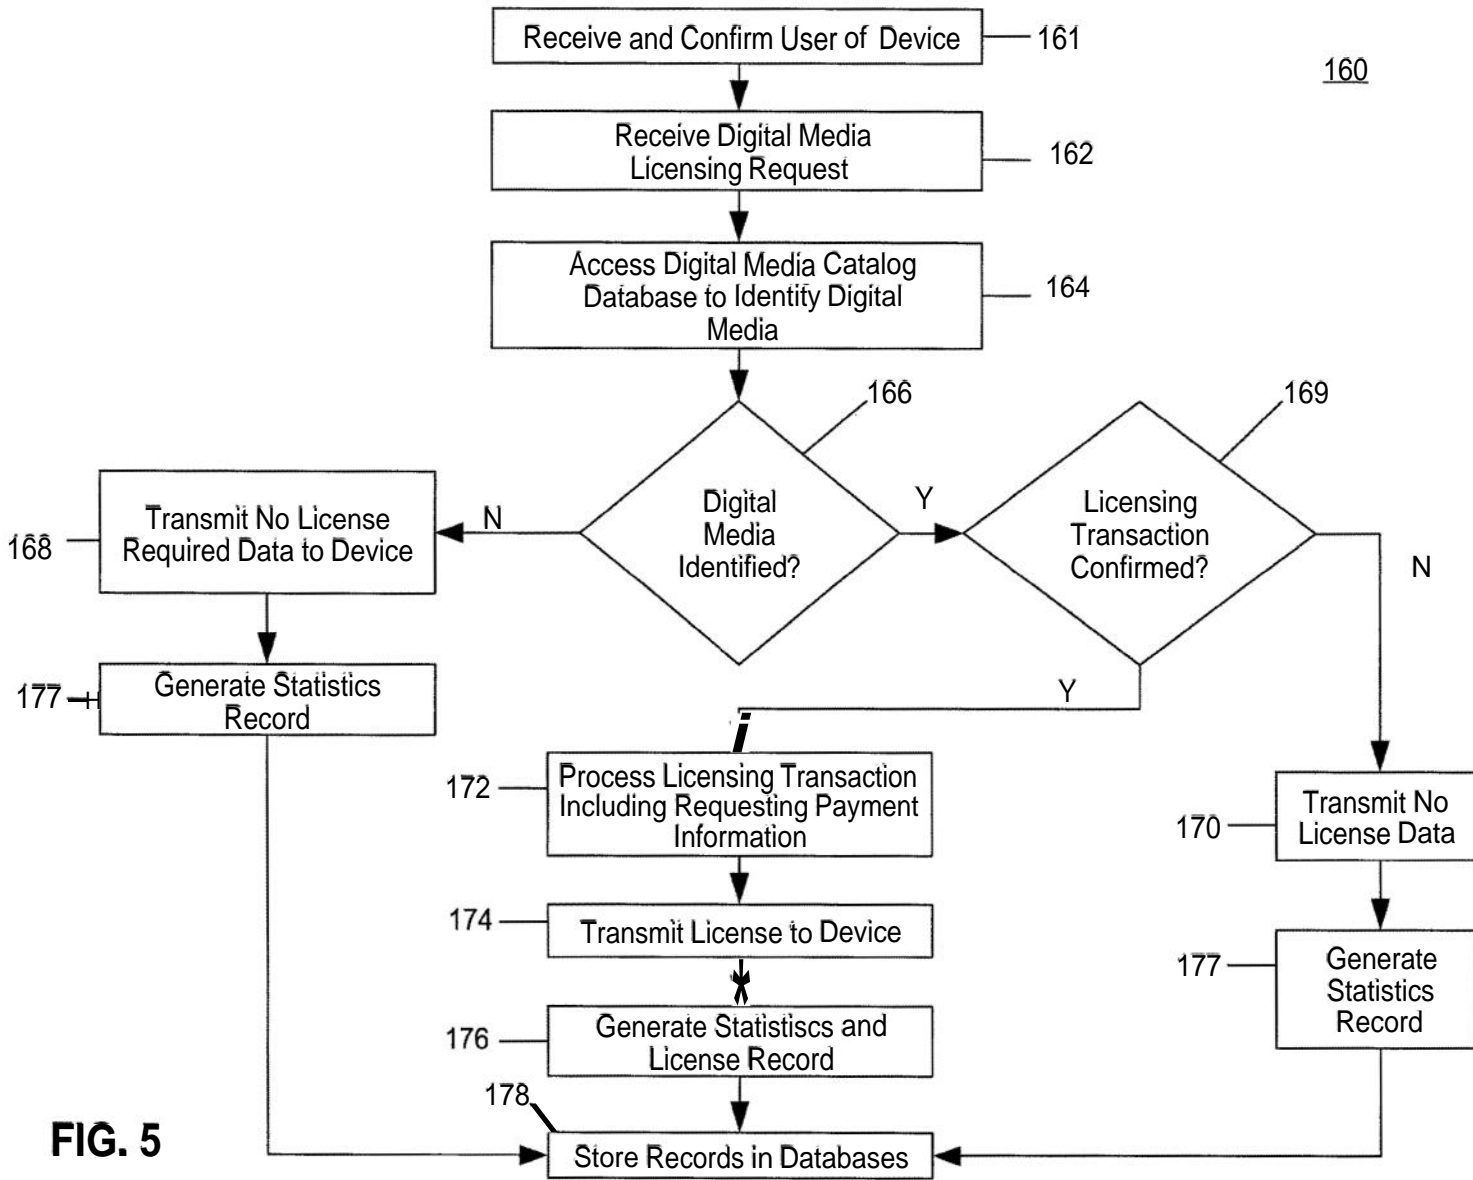 Receive and Confirm User of Device
161
160
Receive Digital Media
Licensing Request
162
Access Digital Media Catalog
Database to Identify Digital
Media
164
166
169
Digital
Media
Identified?
N
Y
Licensing
Transaction
Confirmed?
N
Y
168
Transmit No License
Required Data to Device
177
Generate Statistics
Record
172
Process Licensing Transaction
Including Requesting Payment
Information
170
Transmit No
License Data
174
Transmit License to Device
177
Generate
Statistics
Record
176
Generate Statistiscs and
License Record
178
Store Records in Databases
FIG. 5